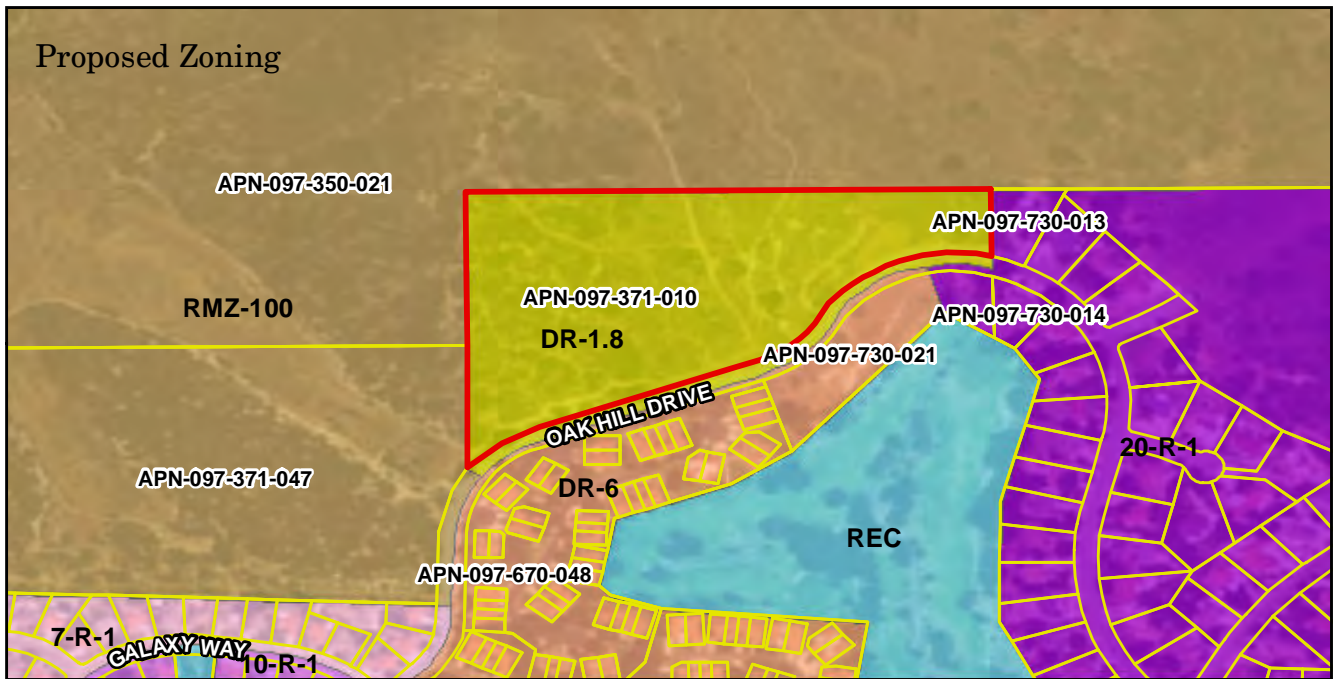 Proposed Zoning
APN-097-350-021
APN-097-730-013
APN-097-371-010
RMZ-100
APN-097-730-014
DR-1.8
APN-097-730-021
OAK HILL DRIVE
20-R-1
APN-097-371-047
DR-6
REC
APN-097-670-048
7-R-1
GALAXY WAY
10-R-1